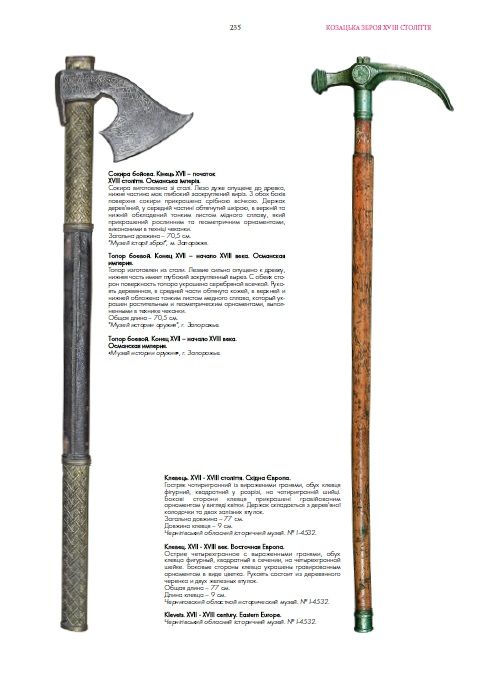 235
КОЗАЦЬКА ЗБРОЯ XVIII СТОЛІТТЯ
Сокира бойова. Кінець XVII – початок
XVIII століття. Османська імперія.
Сокира виготовлена зі сталі. Лезо дуже опущене до древка,
нижня частина має глибокий заокруглений виріз. З обох боків
поверхня сокири прикрашена срібною всічкою. Держак
дерев'яний, у середній частині обтягнутий шкірою, в верхній та
нижній обкладений тонким листом мідного сплаву, який
прикрашений рослинним та геометричним орнаментами,
виконаними в техніці чеканки.
Загальна довжина – 70,5 см.
"Музей історії зброї", м. Запоріжжя.
Топор боевой. Конец XVII – начало XVIII века. Османская
империя.
Топор изготовлен из стали. Лезвие сильно опущено к древку,
нижняя часть имеет глубокий закругленный вырез. С обеих сто-
рон поверхность топора украшена серебряной всечкой. Руко-
ять деревянная, в средней части обтянута кожей, в верхней и
нижней обложена тонким листом медного сплава, который ук-
рашен растительным и геометрическим орнаментами, выпол-
ненными в технике чеканки.
Общая длина – 70,5 см.
"Музей истории оружия", г. Запорожье.
Топор боевой. Конец XVII – начало XVIII века.
Османская империя.
«Музей истории оружия», г. Запорожье.
Клевець. XVII - XVIII століття. Східна Європа.
Гостряк чотиригранний із вираженими гранями, обух клевця
фігурний, квадратний у розрізі, на чотиригранній шийці.
Бокові сторони клевця прикрашені гравійованим
орнаментом у вигляді квітки. Держак складається з дерев'яної
колодочки та двох залізних втулок.
Загальна довжина – 77 см.
Довжина клевця – 9 см.
Чернігівський обласний історичний музей. № І-4532.
Клевец. XVII - XVIII век. Восточная Европа.
Острие четырехгранное с выраженными гранями, обух
клевца фигурный, квадратный в сечении, на четырехгранной
шейке. Боковые стороны клевца украшены гравированным
орнаментом в виде цветка. Рукоять состоит из деревянного
черенка и двух железных втулок.
Общая длина – 77 см.
Длина клевца – 9 см.
Черниговский областной исторический музей. № І-4532.
Klevets. XVII - XVIII century. Eastern Europe.
Чернігівський обласний історичний музей. № І-4532.